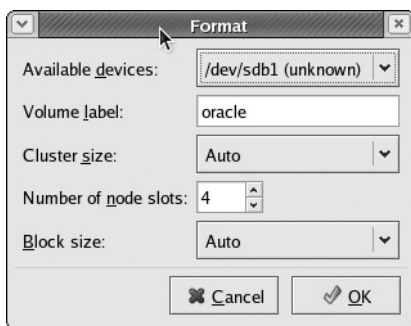 Format
Available devices: /dev/sdb1 (unknown)
Volume label: oracle
Cluster size: Auto
Number of node slots: 4
Block size: Auto
Cancel OK